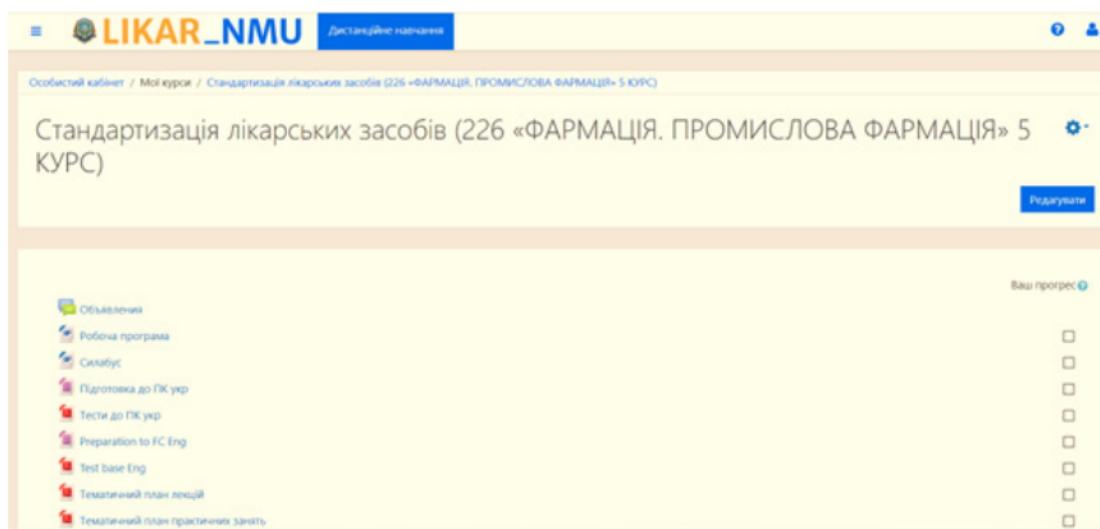 LIKAR_NMU
Дистанційне навчання
Особистий кабінет / Мої курси / Стандартизація лікарських засобів (226 «ФАРМАЦІЯ. ПРОМИСЛОВА ФАРМАЦІЯ» 5 КУРС)
Стандартизація лікарських засобів (226 «ФАРМАЦІЯ. ПРОМИСЛОВА ФАРМАЦІЯ» 5
КУРС)
Редагувати
Ваш прогрес
Объявления
Робоча програма
Силабус
Підготовка до ПК укр
Тести до ПК укр
Preparation to FC Eng
Test base Eng
Тематичний план лекцій
Тематичний план практичних занять